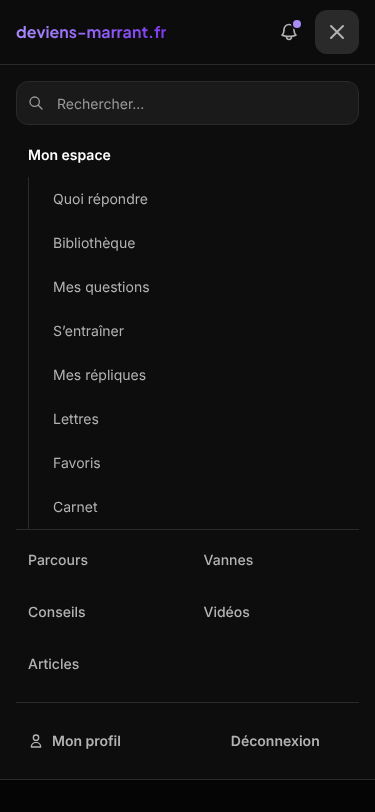 deviens-marrant.fr
Rechercher...
Mon espace
Quoi répondre
Bibliothèque
Mes questions
S'entraîner
Mes répliques
Lettres
Favoris
Carnet
Parcours
Vannes
Conseils
Vidéos
Articles
Mon profil
Déconnexion